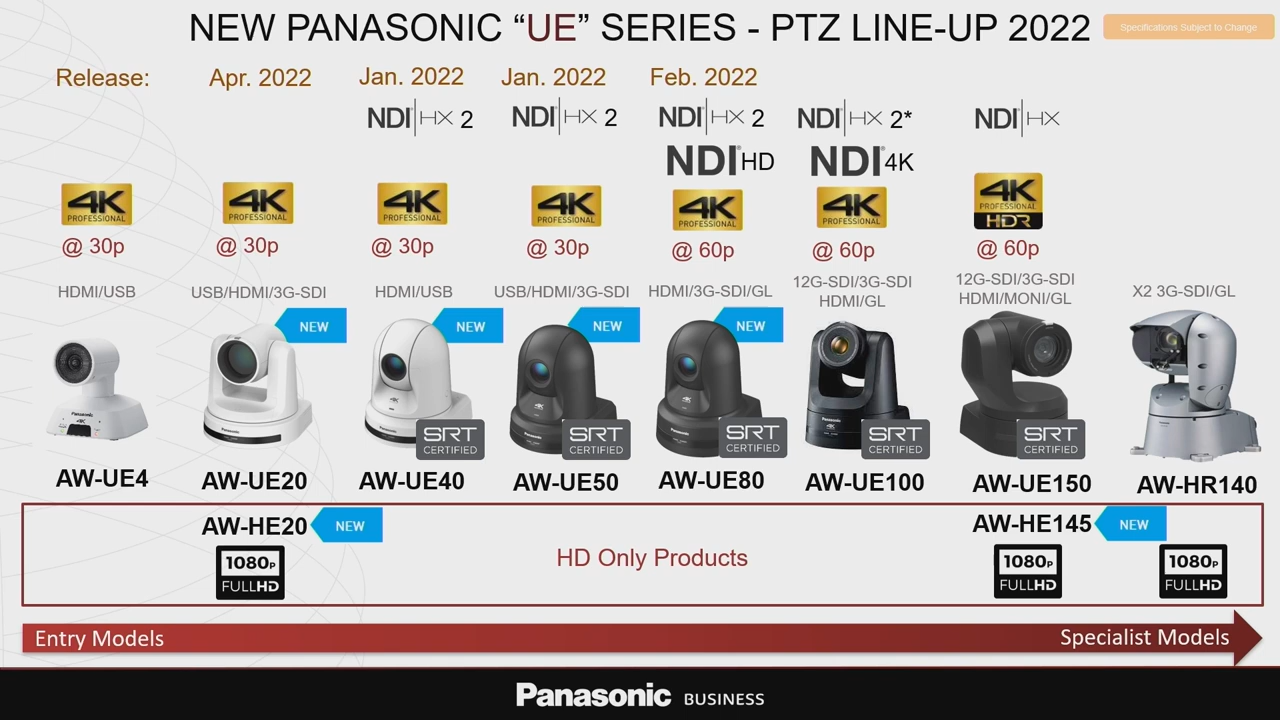 NEW PANASONIC “UE” SERIES - PTZ LINE-UP 2022
Specifications Subject to Change
Release: Apr. 2022 Jan. 2022 Jan. 2022 Feb. 2022
NDI HX 2 NDI HX 2 NDI HX 2 NDI HX 2* NDI HX
NDI HD NDI 4K
4K PROFESSIONAL 4K PROFESSIONAL 4K PROFESSIONAL 4K PROFESSIONAL 4K PROFESSIONAL 4K PROFESSIONAL 4K PROFESSIONAL HDR
@ 30p @ 30p @ 30p @ 30p @ 60p @ 60p @ 60p
HDMI/USB USB/HDMI/3G-SDI HDMI/USB USB/HDMI/3G-SDI HDMI/3G-SDI/GL 12G-SDI/3G-SDI 12G-SDI/3G-SDI X2 3G-SDI/GL
HDMI/GL HDMI/MONI/GL
NEW NEW NEW NEW
Panasonic
4K
SRT CERTIFIED SRT CERTIFIED SRT CERTIFIED SRT CERTIFIED SRT CERTIFIED
AW-UE4 AW-UE20 AW-UE40 AW-UE50 AW-UE80 AW-UE100 AW-UE150 AW-HR140
AW-HE20 NEW AW-HE145 NEW
1080P FULLHD HD Only Products 1080P FULLHD 1080P FULLHD
Entry Models Specialist Models
Panasonic BUSINESS